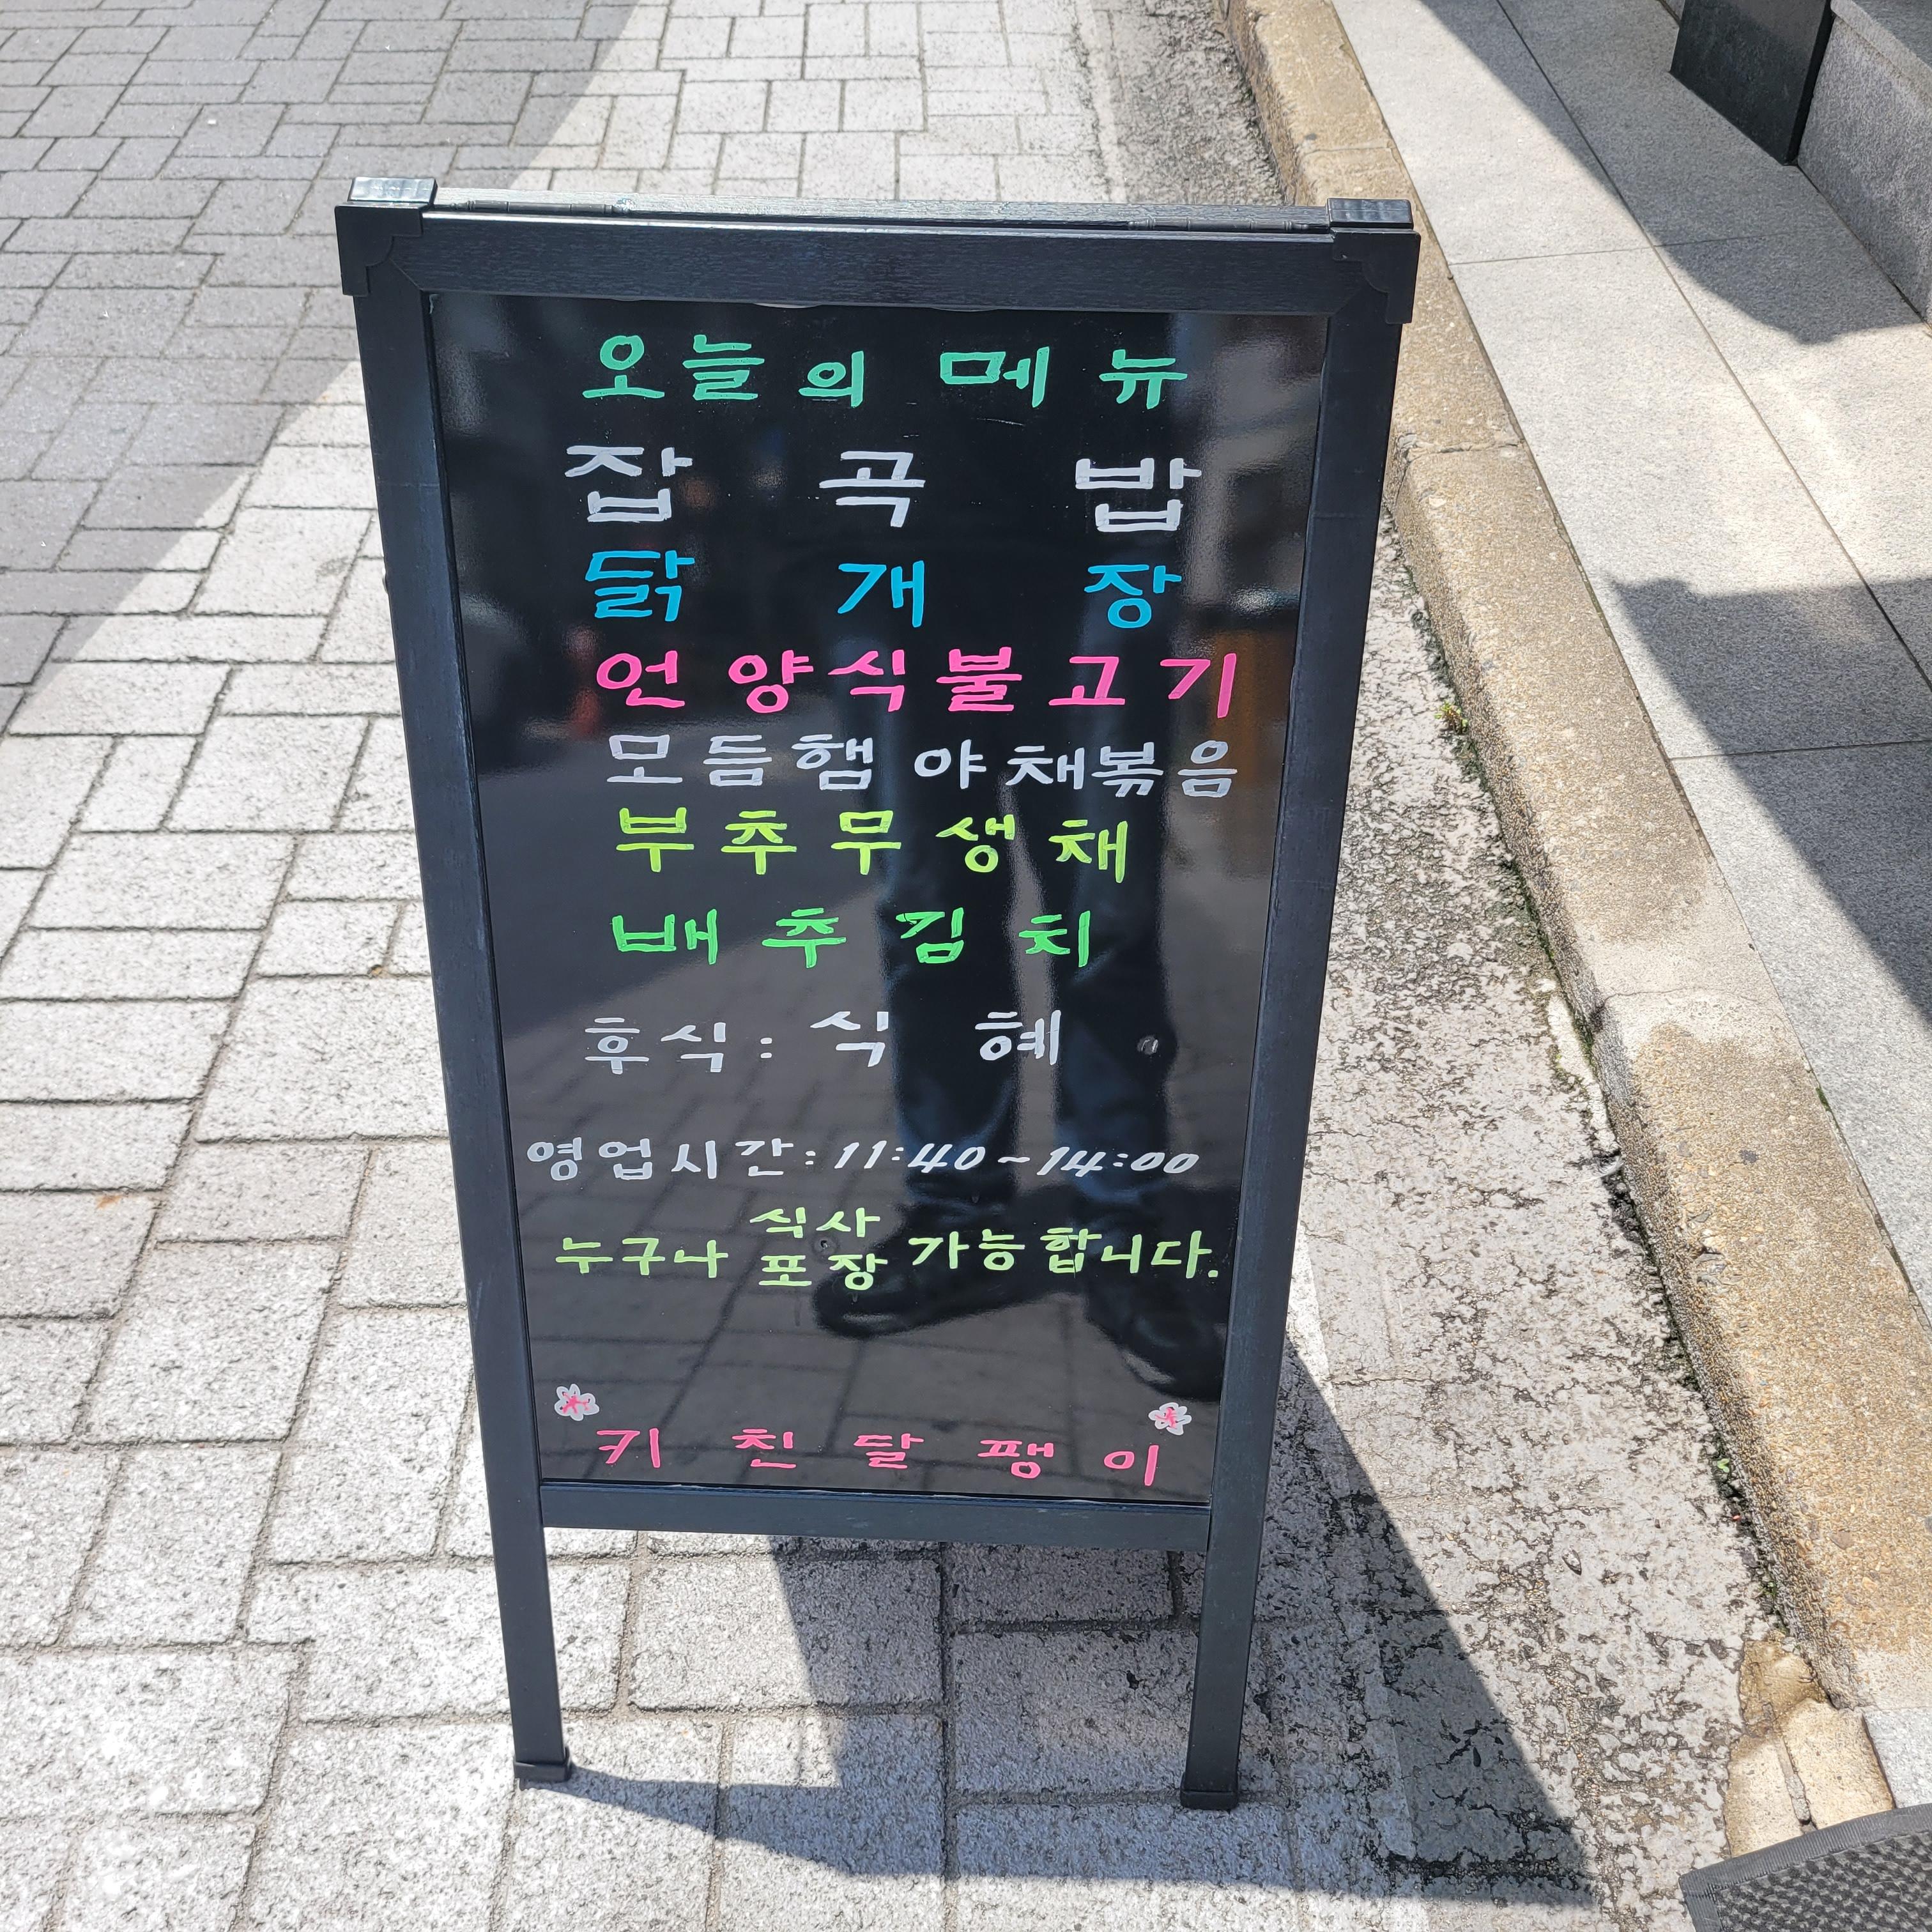 오늘의 메뉴
잡곡밥
닭개장
언양식불고기
모듬햄 야채볶음
부추무생채
배추김치
후식: 식혜
영업시간: 11:40~14:00
누구나 식사 포장 가능합니다.
키친달팽이